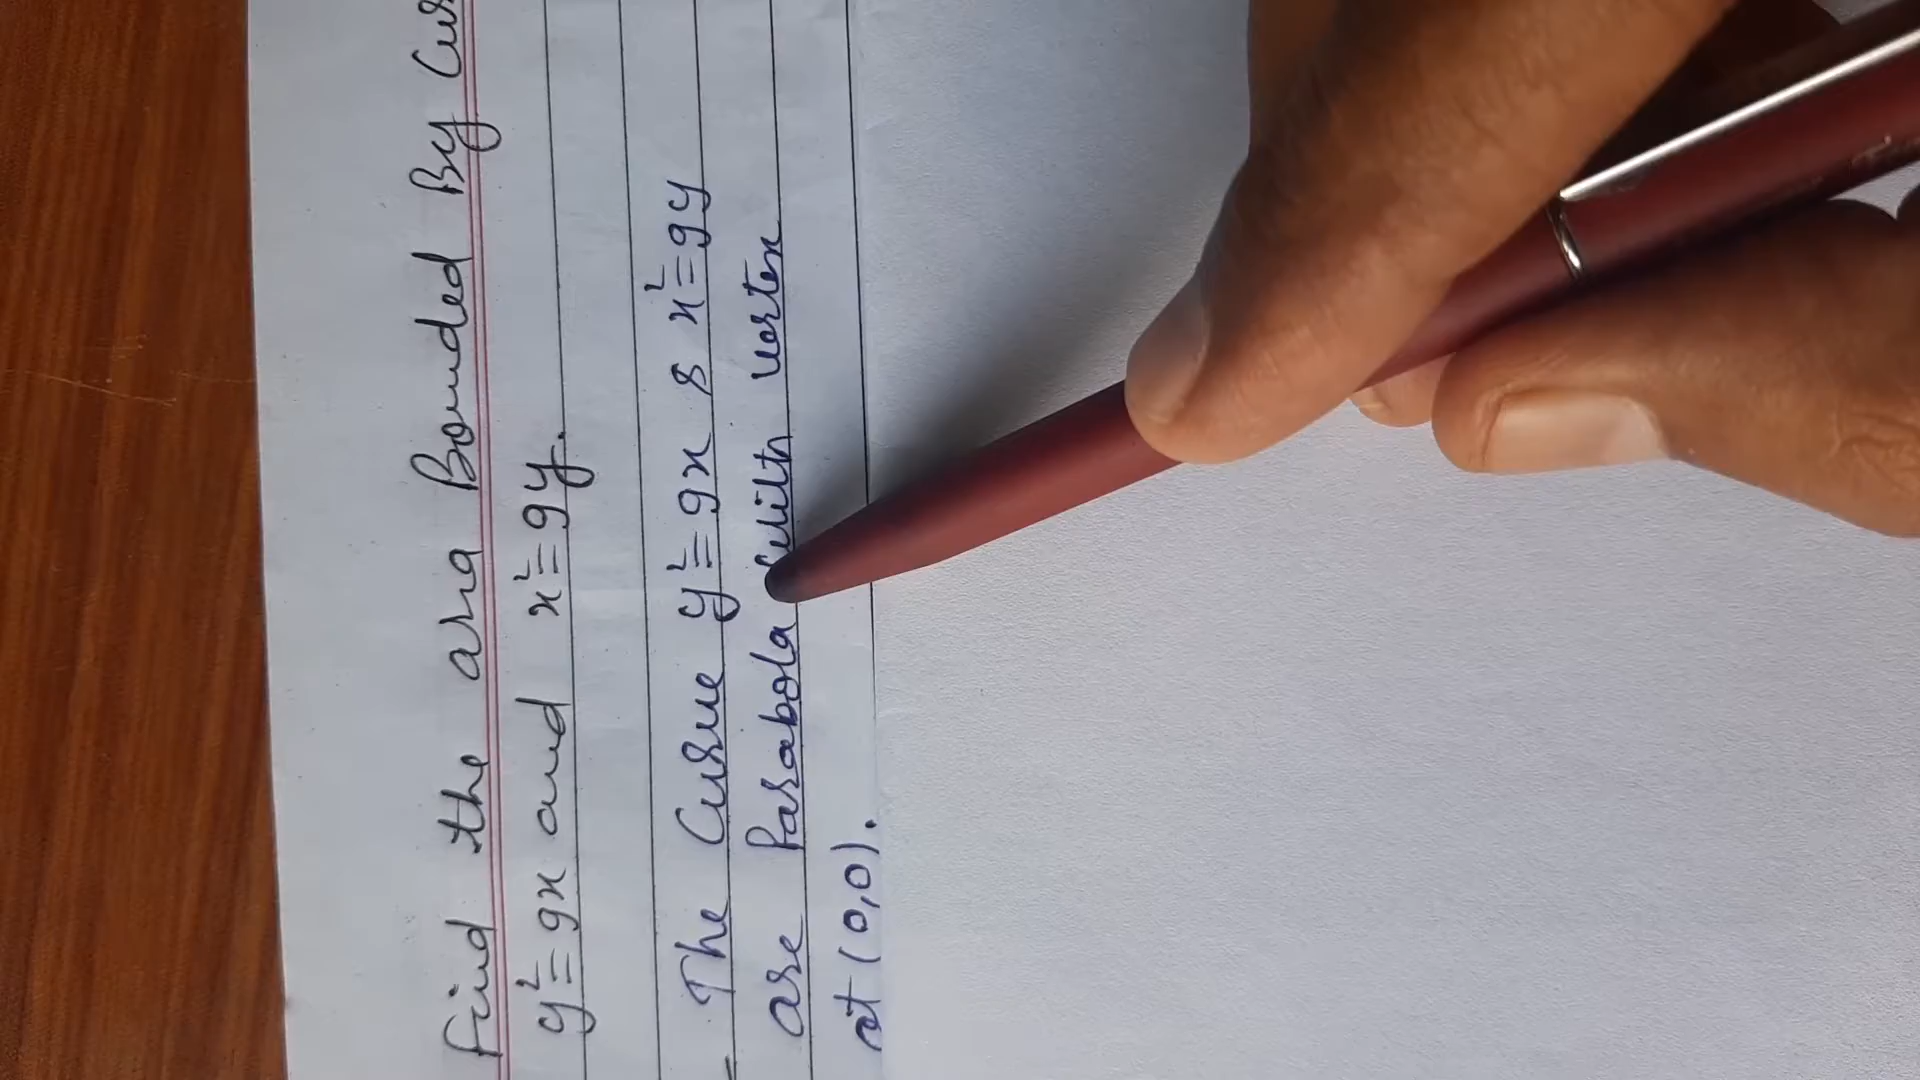 Find the area Bounded By Cur
y²=9x and x²=9y.
The Curve y²=9x & x²=9y
are Parabola with vertex
at (0,0).